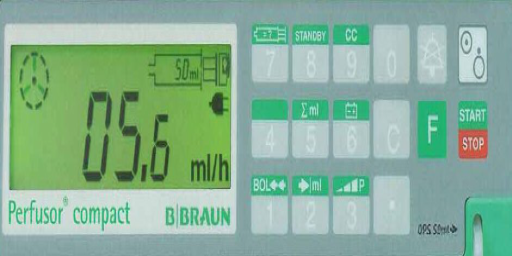 50ml
05.6 ml/h
Perfusor® compact B|BRAUN
STANDBY CC
7 8 9 0
Σ ml
4 5 6 C F START
STOP
BOL ml P
1 2 3
OPS 50ml